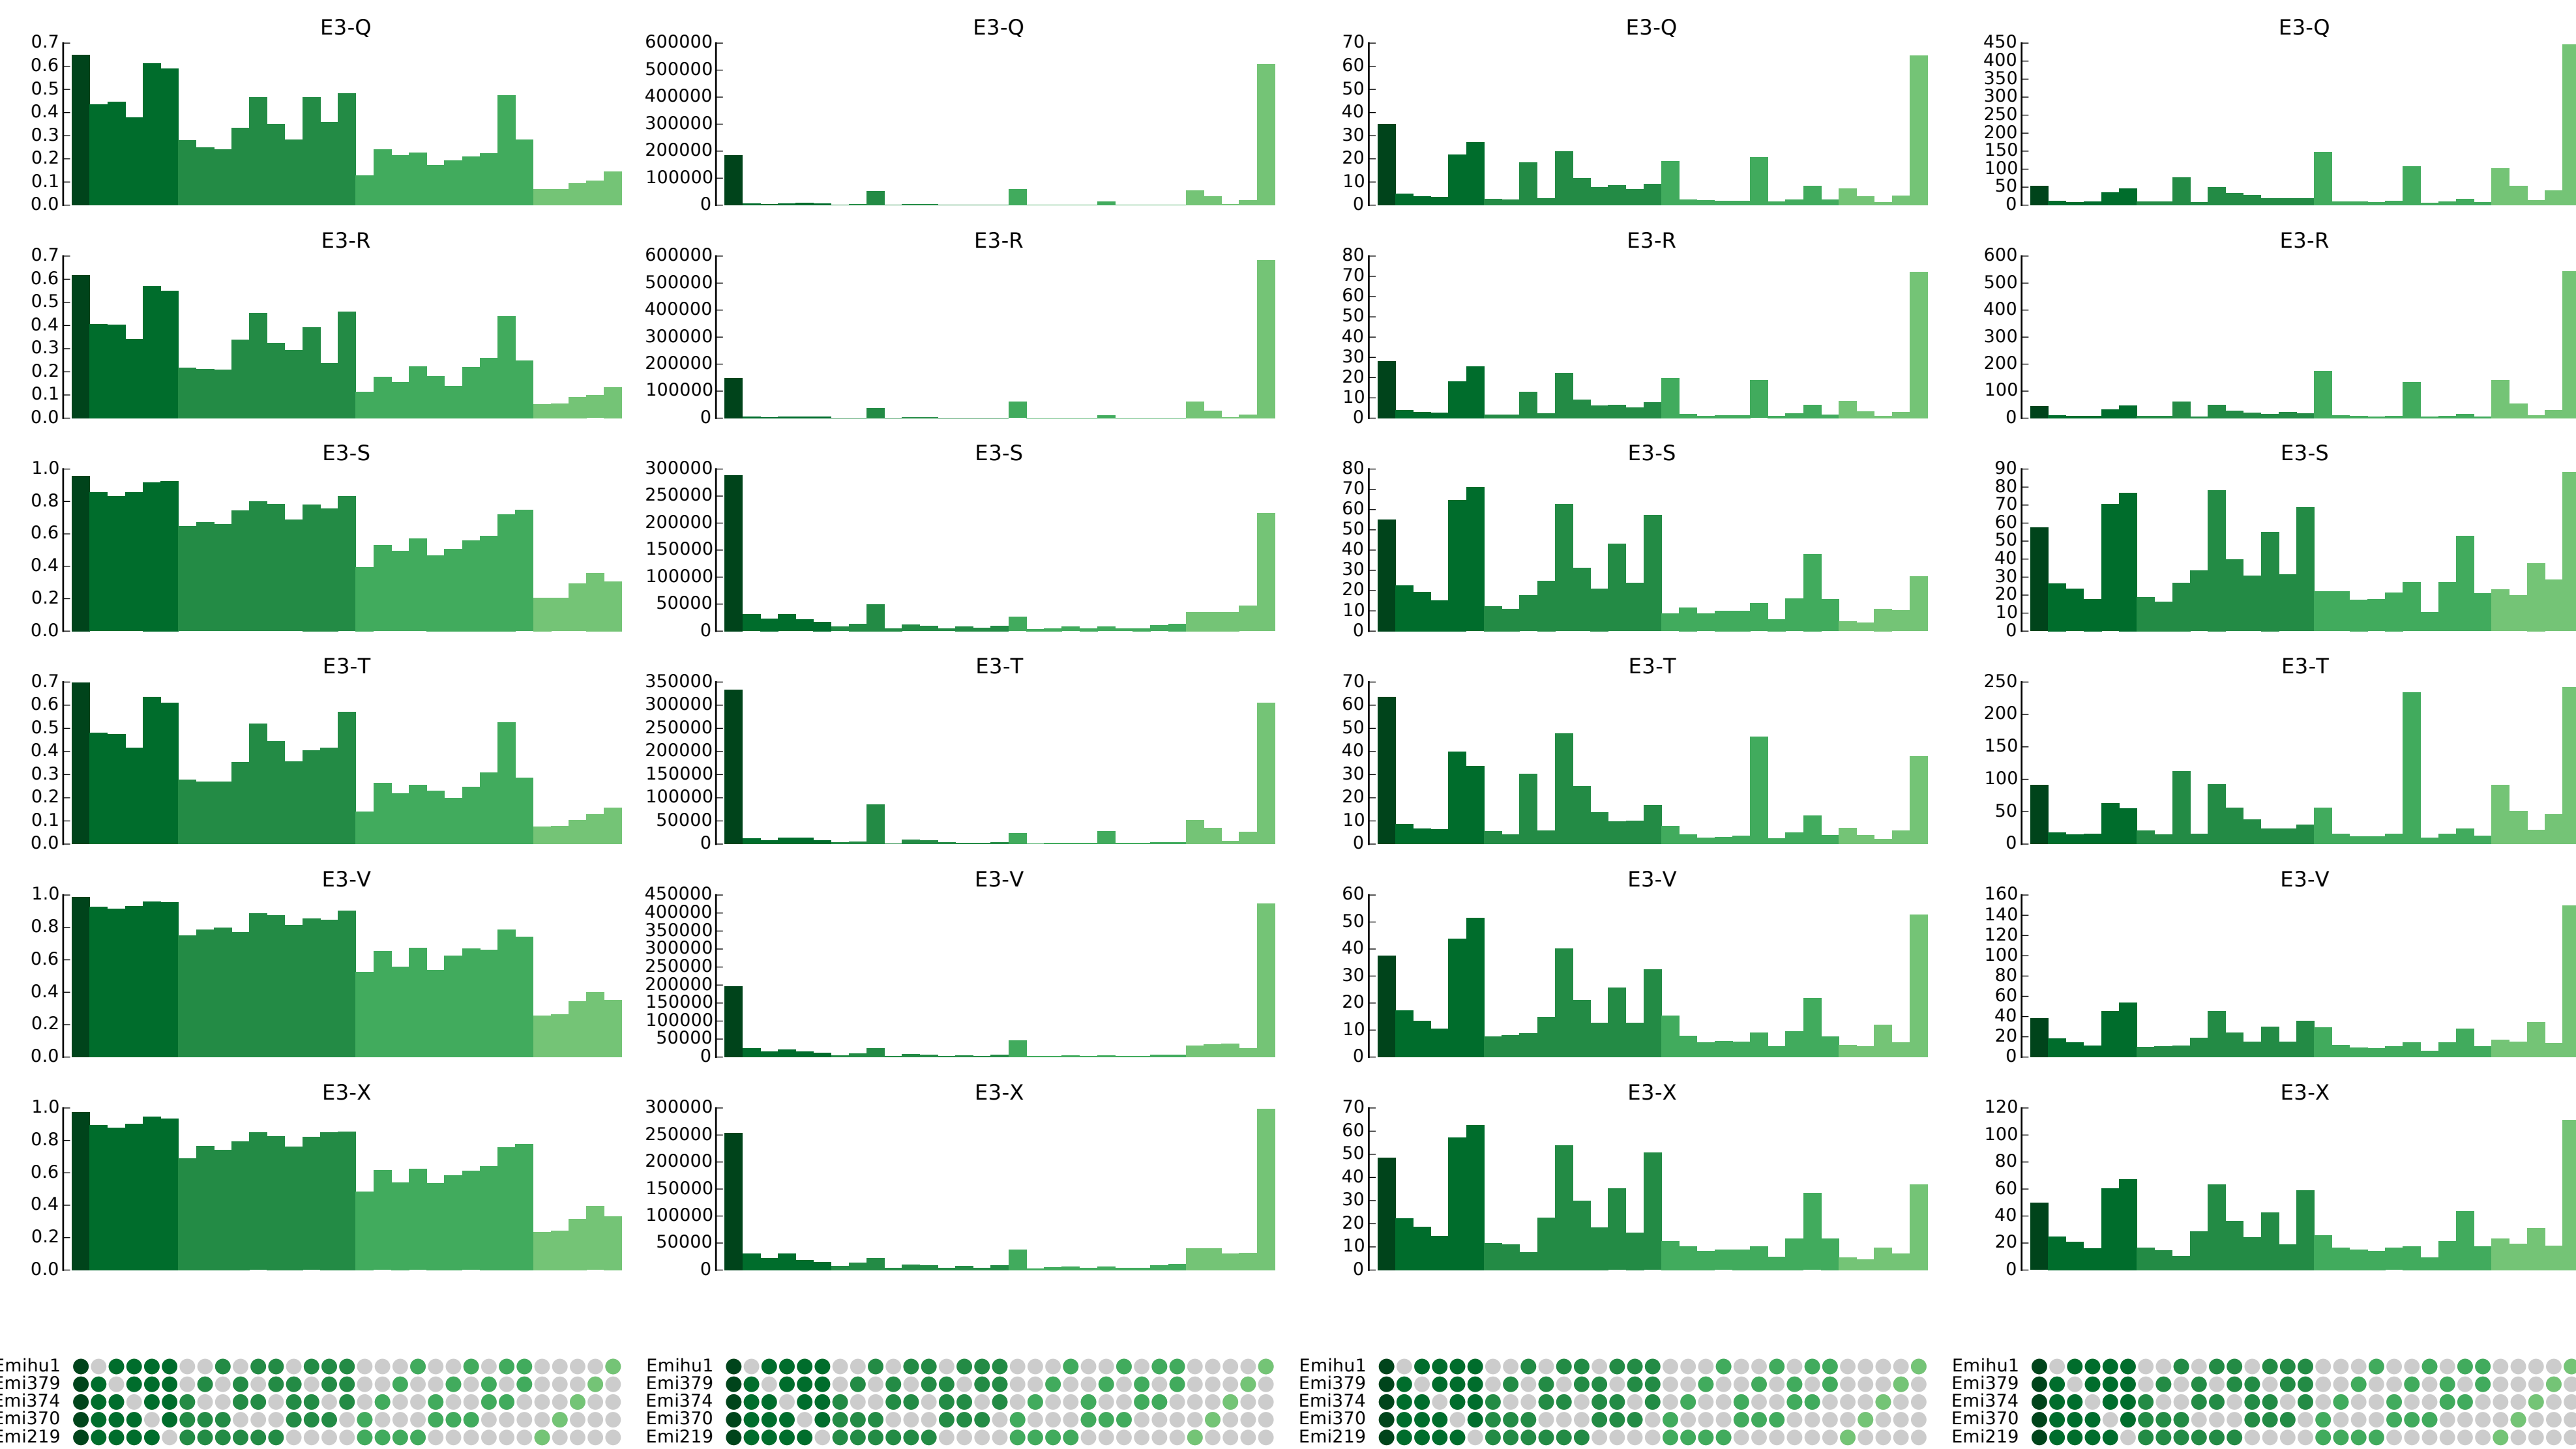 E3-Q E3-Q E3-Q E3-Q
0.7 600000 70 450
0.6 500000 60 400
0.5 400000 50 350
0.4 300000 40 300
0.3 200000 30 250
0.2 100000 20 200
0.1 0 10 150
0.0 0 100
50
0
E3-R E3-R E3-R E3-R
0.7 600000 80 600
0.6 500000 70 500
0.5 400000 60 400
0.4 300000 50 300
0.3 200000 40 200
0.2 100000 30 100
0.1 0 20 0
0.0 10
0
E3-S E3-S E3-S E3-S
1.0 300000 80 90
0.8 250000 70 80
0.6 200000 60 70
0.4 150000 50 60
0.2 100000 40 50
0.0 50000 30 40
0 20 30
10 20
0 10
0
E3-T E3-T E3-T E3-T
0.7 350000 70 250
0.6 300000 60 200
0.5 250000 50 150
0.4 200000 40 100
0.3 150000 30 50
0.2 100000 20 0
0.1 50000 10
0.0 0 0
E3-V E3-V E3-V E3-V
1.0 450000 60 160
0.8 400000 50 140
0.6 350000 40 120
0.4 300000 30 100
0.2 250000 20 80
0.0 200000 10 60
150000 0 40
100000 20
50000 0
0
E3-X E3-X E3-X E3-X
1.0 300000 70 120
0.8 250000 60 100
0.6 200000 50 80
0.4 150000 40 60
0.2 100000 30 40
0.0 50000 20 20
0 10 0
0
Emihu1 Emihu1 Emihu1 Emihu1
Emi379 Emi379 Emi379 Emi379
Emi374 Emi374 Emi374 Emi374
Emi370 Emi370 Emi370 Emi370
Emi219 Emi219 Emi219 Emi219